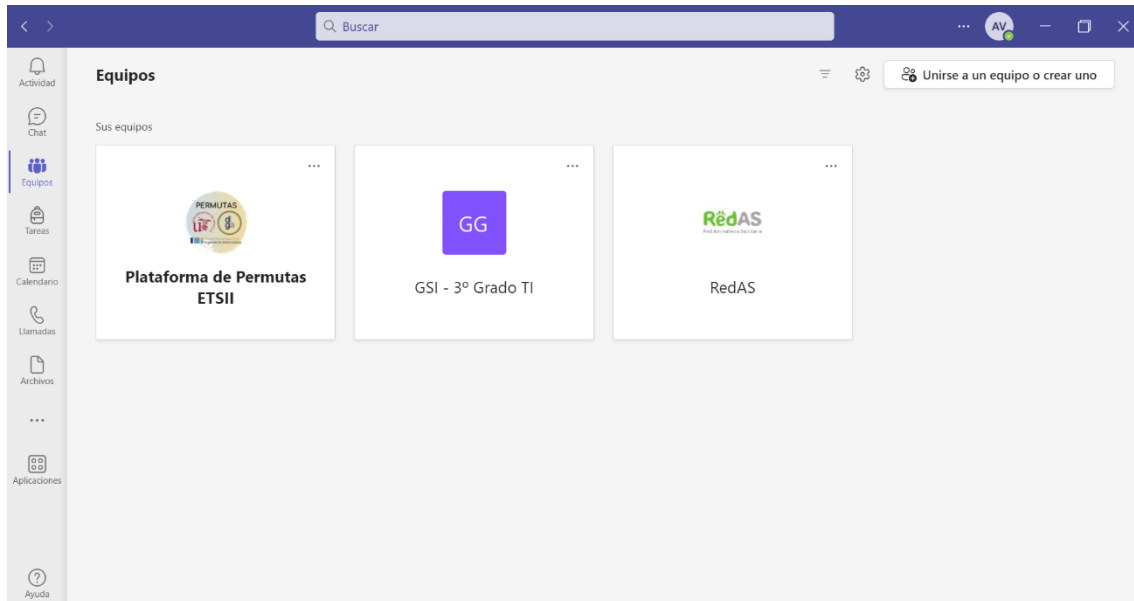 Buscar
AV
Actividad
Chat
Equipos
Tareas
Calendario
Llamadas
Archivos
Aplicaciones
Ayuda
Equipos
Unirse a un equipo o crear uno
Sus equipos
PERMUTAS
Plataforma de Permutas
ETSII
GG
GSI - 3º Grado TI
RëdAS
RedAS